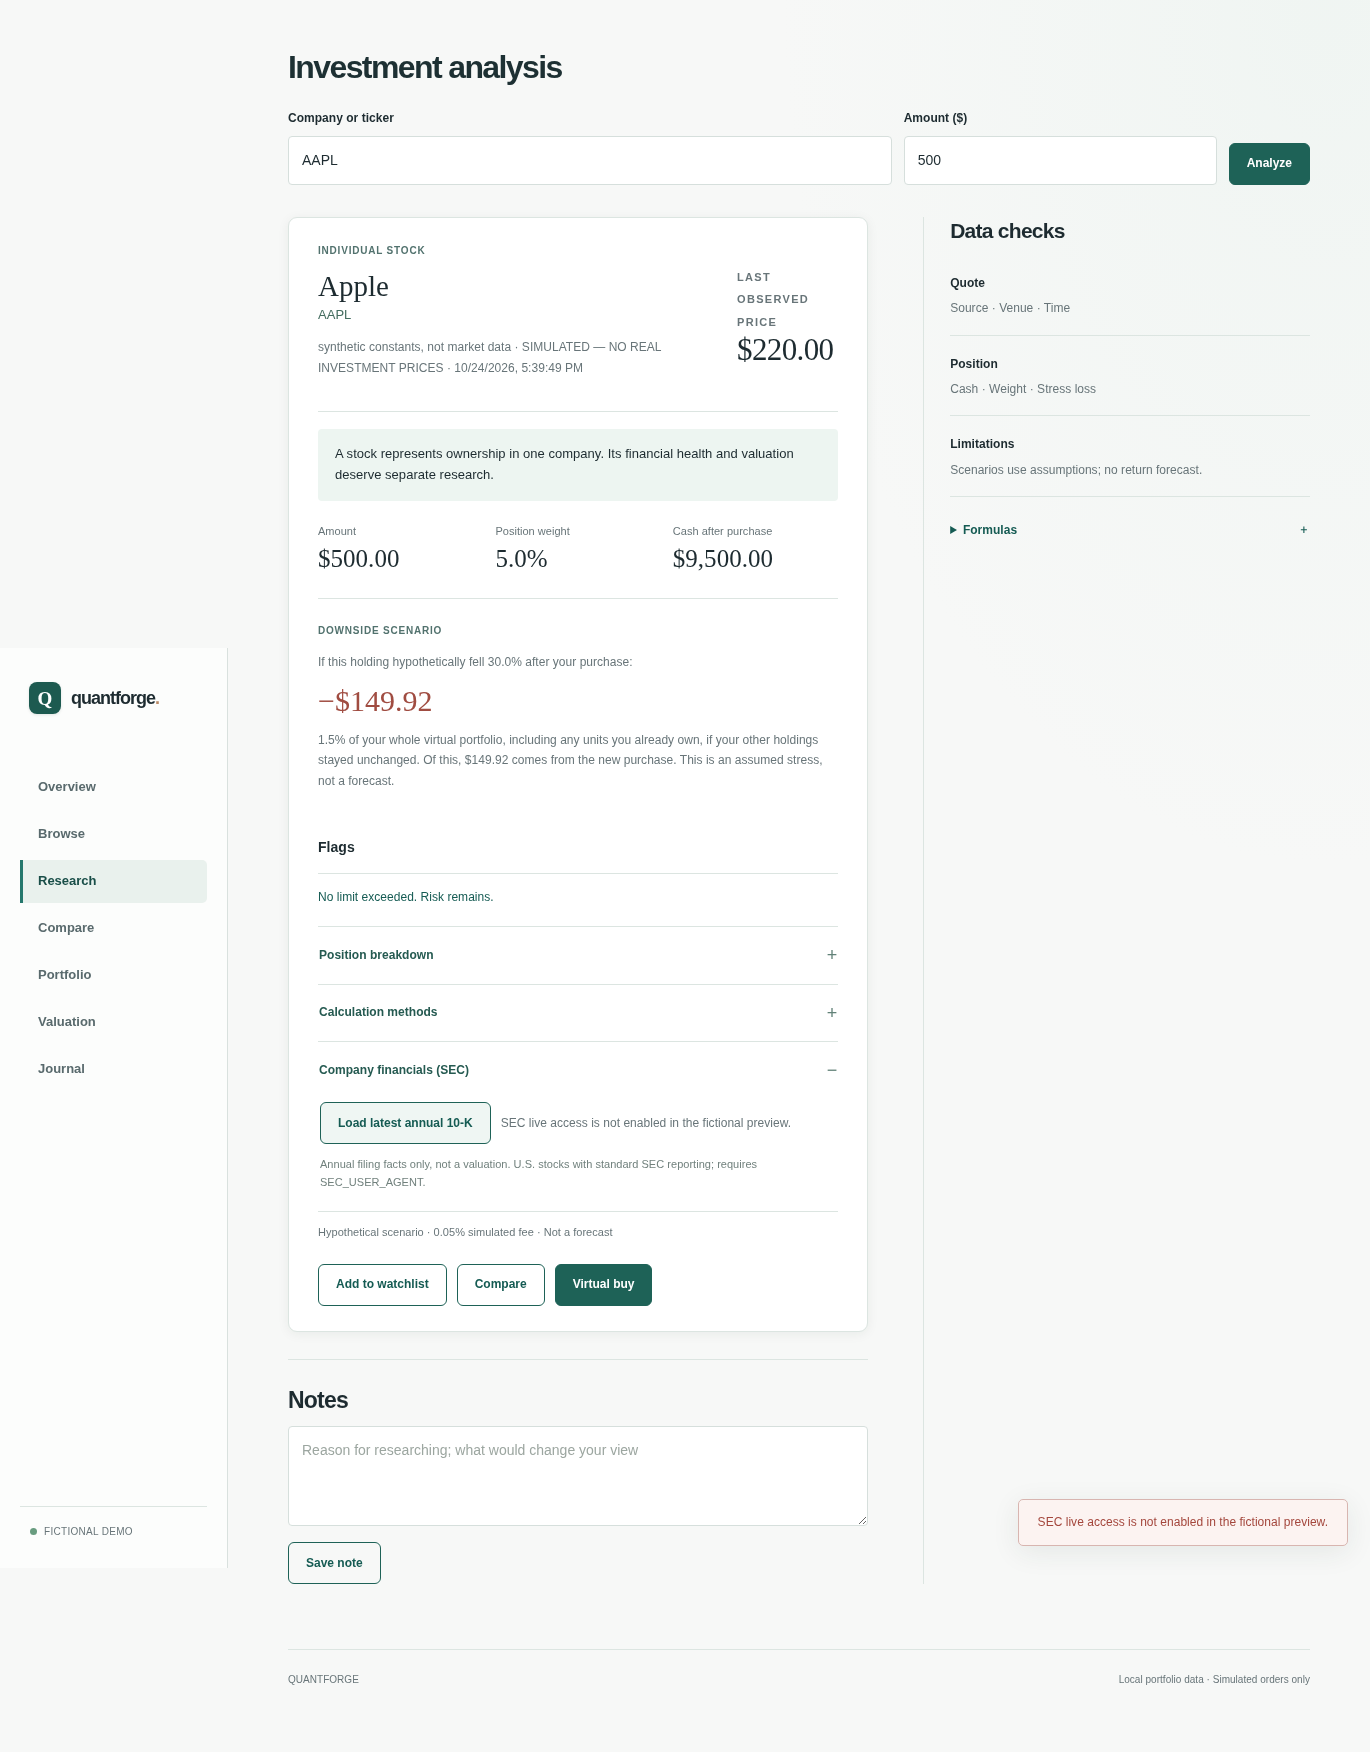 Investment analysis
Company or ticker
Amount ($)
AAPL
500
Analyze
INDIVIDUAL STOCK
Apple
AAPL
synthetic constants, not market data · SIMULATED — NO REAL
INVESTMENT PRICES · 10/24/2026, 5:39:49 PM
LAST
OBSERVED
PRICE
$220.00
A stock represents ownership in one company. Its financial health and valuation
deserve separate research.
Amount
Position weight
Cash after purchase
$500.00
5.0%
$9,500.00
DOWNSIDE SCENARIO
If this holding hypothetically fell 30.0% after your purchase:
−$149.92
1.5% of your whole virtual portfolio, including any units you already own, if your other holdings
stayed unchanged. Of this, $149.92 comes from the new purchase. This is an assumed stress,
not a forecast.
Flags
No limit exceeded. Risk remains.
Position breakdown +
Calculation methods +
Company financials (SEC) −
Load latest annual 10-K
SEC live access is not enabled in the fictional preview.
Annual filing facts only, not a valuation. U.S. stocks with standard SEC reporting; requires
SEC_USER_AGENT.
Hypothetical scenario · 0.05% simulated fee · Not a forecast
Add to watchlist
Compare
Virtual buy
Notes
Reason for researching; what would change your view
Save note
Data checks
Quote
Source · Venue · Time
Position
Cash · Weight · Stress loss
Limitations
Scenarios use assumptions; no return forecast.
Formulas +
Q quantforge.
Overview
Browse
Research
Compare
Portfolio
Valuation
Journal
FICTIONAL DEMO
SEC live access is not enabled in the fictional preview.
QUANTFORGE
Local portfolio data · Simulated orders only